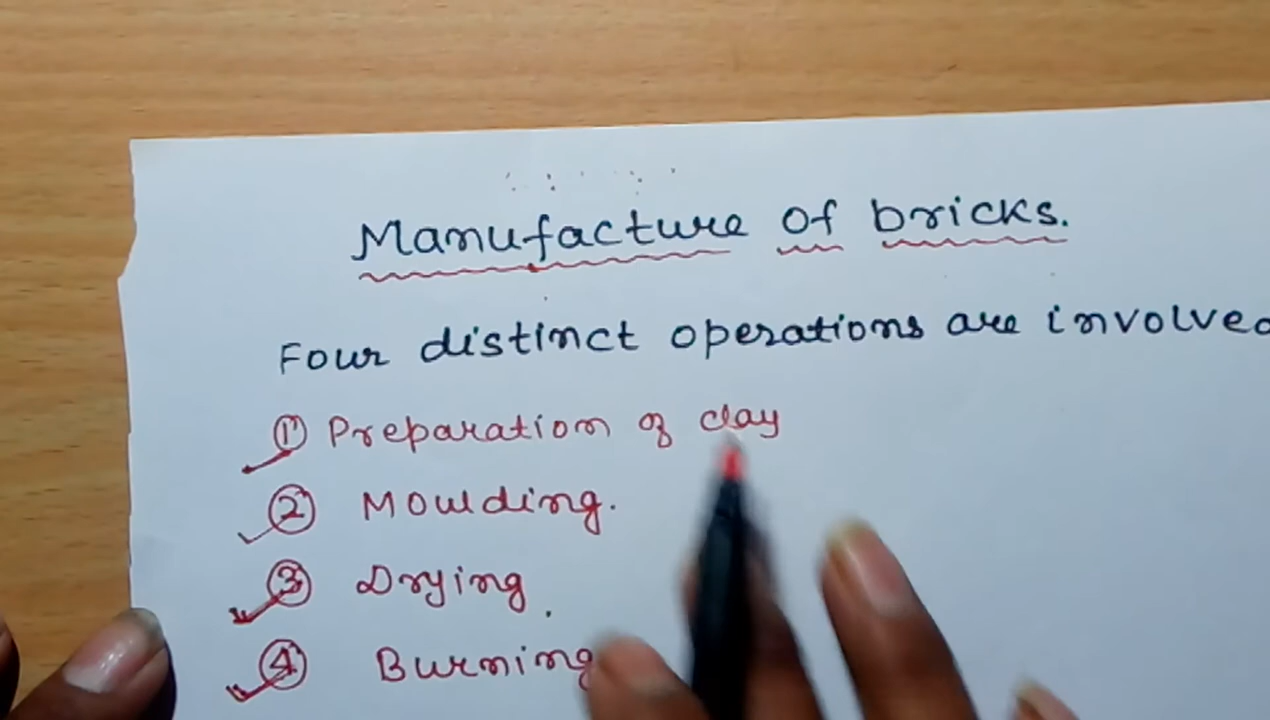 Manufacture of bricks.
Four distinct operations are involved
① Preparation of clay
② Moulding.
③ Drying.
④ Burning